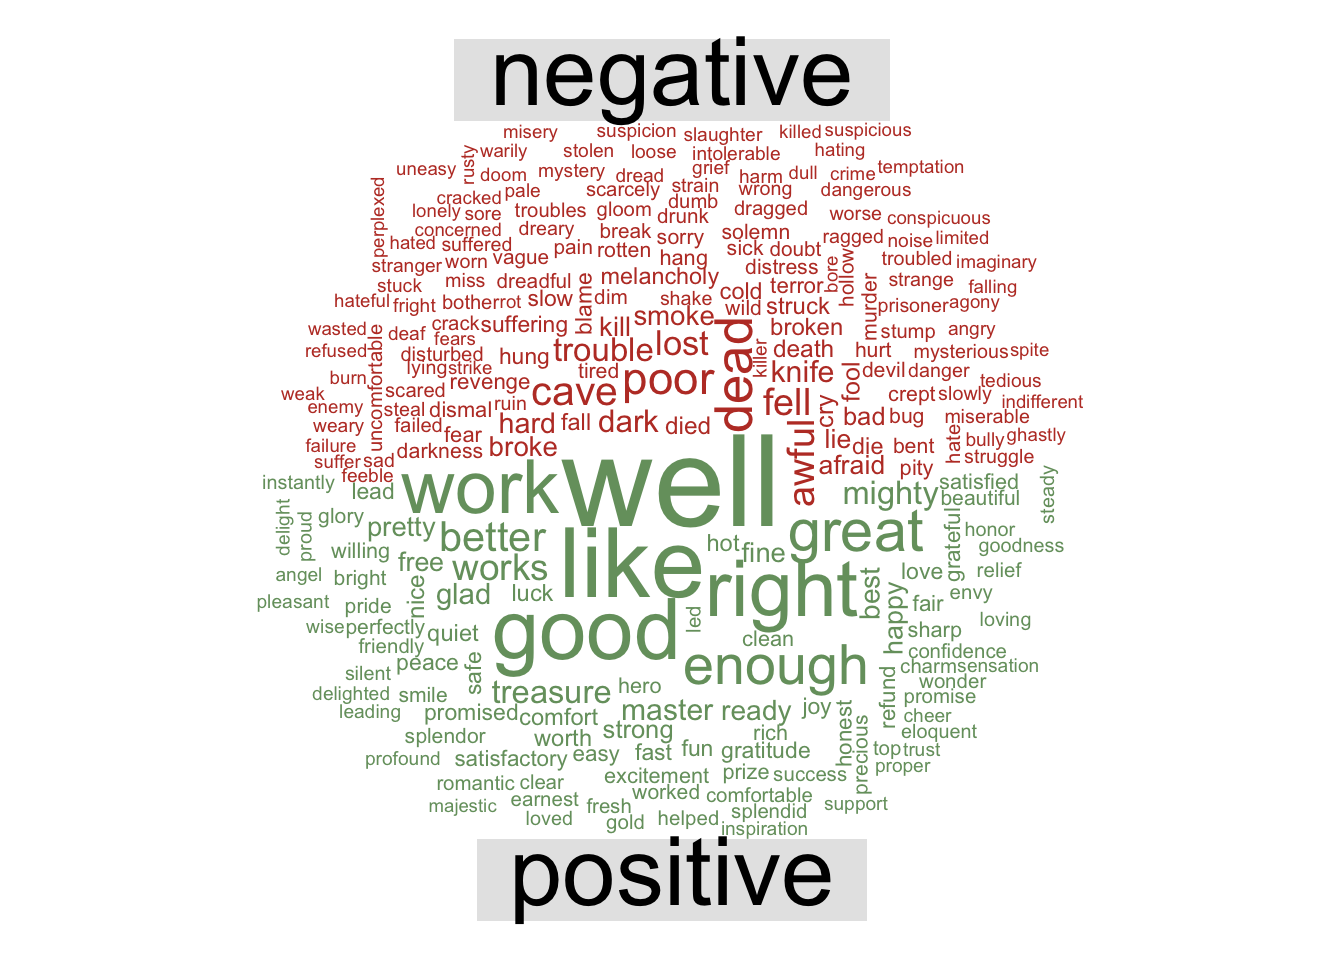 negative
misery suspicion slaughter killed suspicious
warily stolen loose intolerable hating
uneasy rusty doom mystery dread grief harm dull crime temptation
perplexed cracked pale scarcely strain wrong dangerous
lonely sore troubles gloom dumb drunk dragged worse conspicuous
concerned dreary break sorry solemn ragged noise limited
hated suffered vague pain rotten hang sick doubt bore hollow troubled imaginary
stranger worn melancholy distress
stuck miss dreadful blame cold terror murder strange falling
hateful fright bother rot slow dim shake wild struck prisoner agony
wasted deaf crack suffering kill smoke dead broken stump angry
refused uncomfortable fears trouble lost killer death hurt mysterious spite
disturbed hung
burn lying strike tired poor knife fool devil danger
weak scared revenge cave tedious
enemy steal dismal ruin fell cry crept slowly indifferent
weary failed hard fall dark died bad bug miserable
failure fear awful lie die bent hate bully ghastly
suffer sad darkness broke afraid pity struggle
feeble
instantly lead work well mighty satisfied steady
delight proud glory pretty better great beautiful
willing free like hot fine grateful honor goodness
angel bright nice works right best love relief
pleasant pride glad luck happy fair envy
wise perfectly quiet good led clean sharp loving
friendly
silent peace safe enough confidence
charm sensation
delighted smile treasure hero refund wonder
leading promised comfort master ready joy honest promise
splendor worth strong rich cheer
profound satisfactory easy fast fun gratitude precious top trust eloquent
romantic clear excitement prize success proper
majestic earnest fresh worked comfortable support
loved gold helped splendid
inspiration
positive